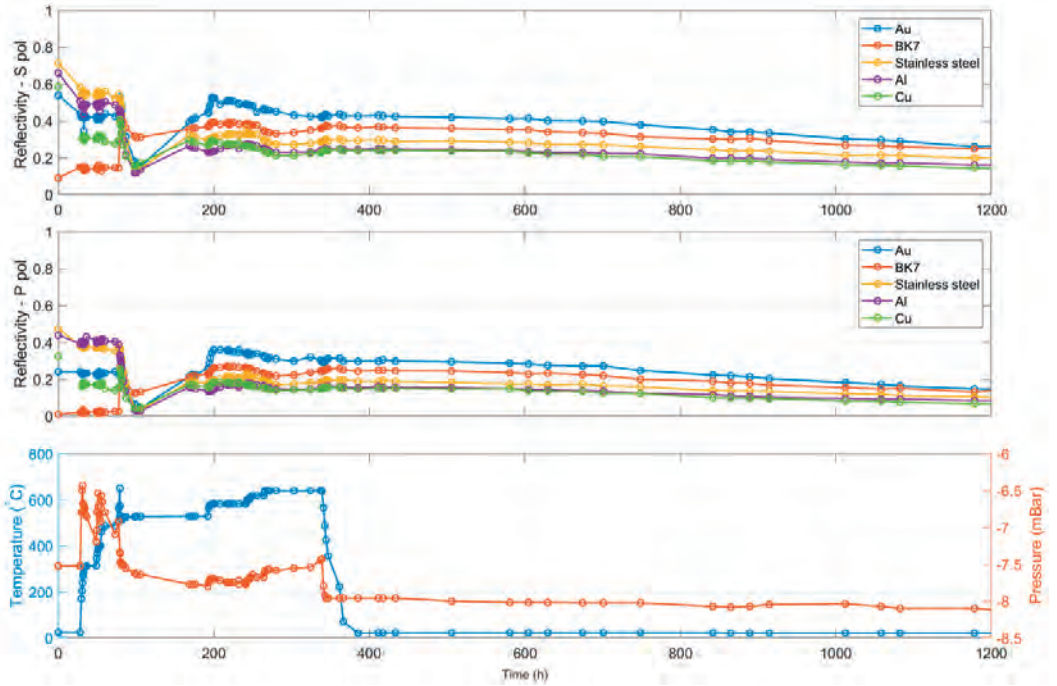 Reflectivity - S pol
1
0.8
0.6
0.4
0.2
0
Au
BK7
Stainless steel
Al
Cu
0 200 400 600 800 1000 1200
Reflectivity - P pol
1
0.8
0.6
0.4
0.2
0
Au
BK7
Stainless steel
Al
Cu
0 200 400 600 800 1000 1200
Temperature (°C)
800
600
400
200
0
-6
-6.5
-7
-7.5
-8
-8.5
Pressure (mBar)
0 200 400 600 800 1000 1200
Time (h)